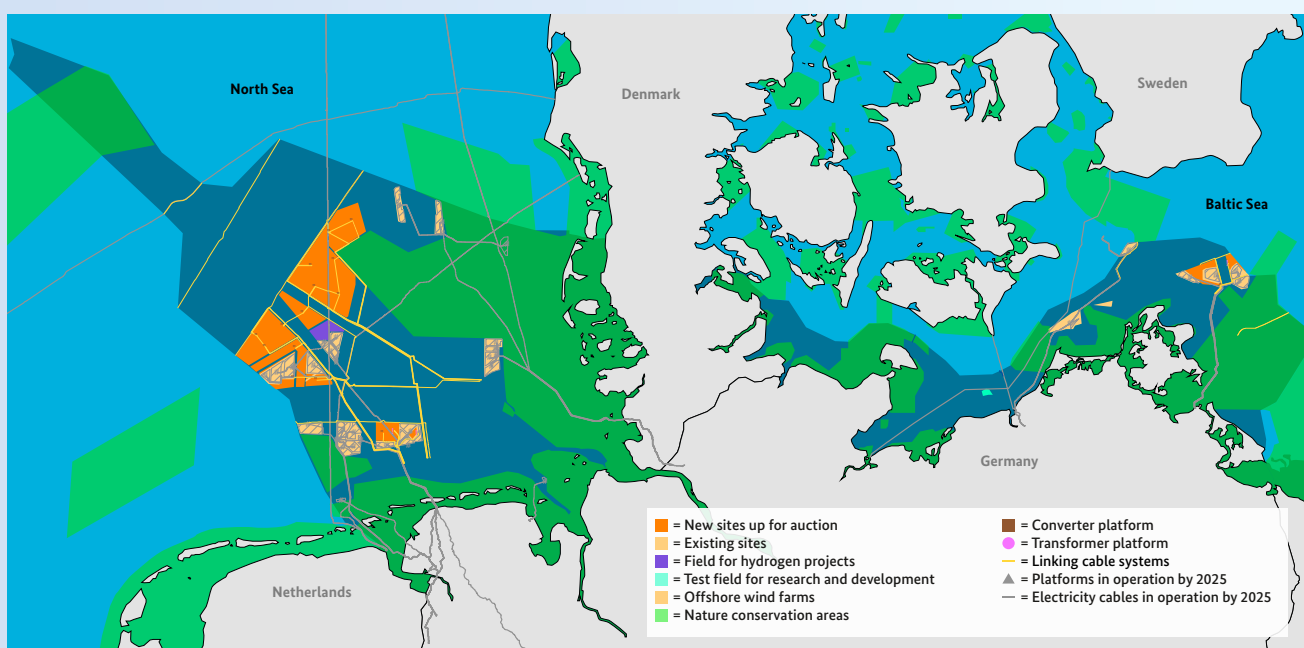 North Sea
Denmark
Sweden
Baltic Sea
Germany
Netherlands
= New sites up for auction
= Existing sites
= Field for hydrogen projects
= Test field for research and development
= Offshore wind farms
= Nature conservation areas
= Converter platform
= Transformer platform
= Linking cable systems
= Platforms in operation by 2025
= Electricity cables in operation by 2025